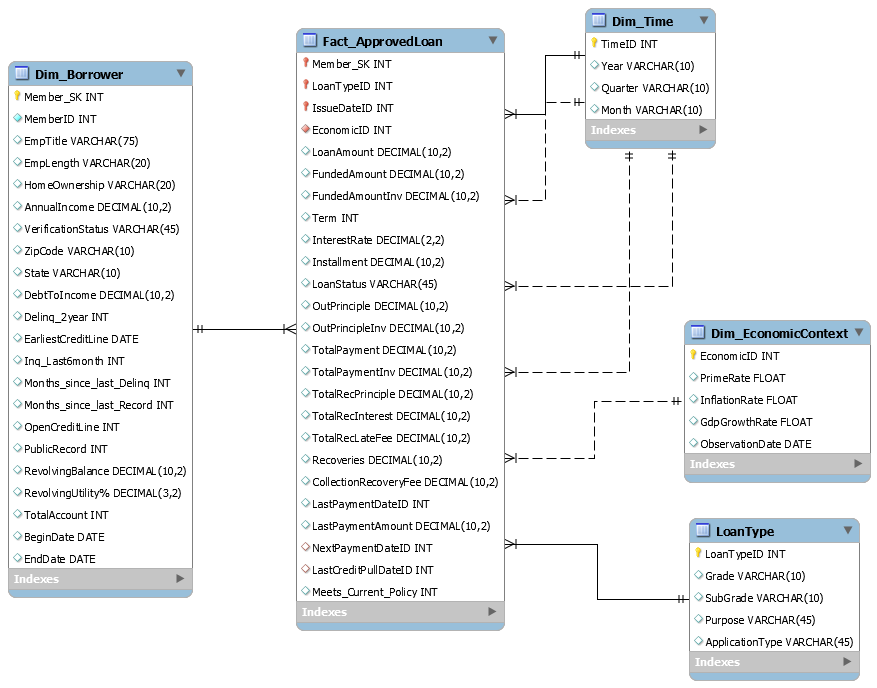 Dim_Borrower
Member_SK INT
MemberID INT
EmpTitle VARCHAR(75)
EmpLength VARCHAR(20)
HomeOwnership VARCHAR(20)
AnnualIncome DECIMAL(10,2)
VerificationStatus VARCHAR(45)
ZipCode VARCHAR(10)
State VARCHAR(10)
DebtToIncome DECIMAL(10,2)
Delinq_2year INT
EarliestCreditLine DATE
Inq_Last6month INT
Months_since_last_Delinq INT
Months_since_last_Record INT
OpenCreditLine INT
PublicRecord INT
RevolvingBalance DECIMAL(10,2)
RevolvingUtility% DECIMAL(3,2)
TotalAccount INT
BeginDate DATE
EndDate DATE
Indexes
Fact_ApprovedLoan
Member_SK INT
LoanTypeID INT
IssueDateID INT
EconomicID INT
LoanAmount DECIMAL(10,2)
FundedAmount DECIMAL(10,2)
FundedAmountInv DECIMAL(10,2)
Term INT
InterestRate DECIMAL(2,2)
Installment DECIMAL(10,2)
LoanStatus VARCHAR(45)
OutPrinciple DECIMAL(10,2)
OutPrincipleInv DECIMAL(10,2)
TotalPayment DECIMAL(10,2)
TotalPaymentInv DECIMAL(10,2)
TotalRecPrinciple DECIMAL(10,2)
TotalRecInterest DECIMAL(10,2)
TotalRecLateFee DECIMAL(10,2)
Recoveries DECIMAL(10,2)
CollectionRecoveryFee DECIMAL(10,2)
LastPaymentDateID INT
LastPaymentAmount DECIMAL(10,2)
NextPaymentDateID INT
LastCreditPullDateID INT
Meets_Current_Policy INT
Indexes
Dim_Time
TimeID INT
Year VARCHAR(10)
Quarter VARCHAR(10)
Month VARCHAR(10)
Indexes
Dim_EconomicContext
EconomicID INT
PrimeRate FLOAT
InflationRate FLOAT
GdpGrowthRate FLOAT
ObservationDate DATE
Indexes
LoanType
LoanTypeID INT
Grade VARCHAR(10)
SubGrade VARCHAR(10)
Purpose VARCHAR(45)
ApplicationType VARCHAR(45)
Indexes